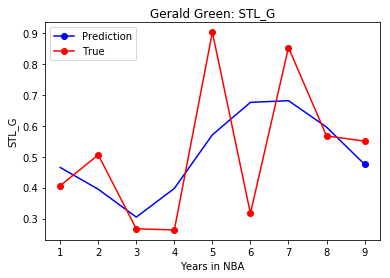 Gerald Green: STL_G
Prediction
True
STL_G
0.9
0.8
0.7
0.6
0.5
0.4
0.3
1 2 3 4 5 6 7 8 9
Years in NBA